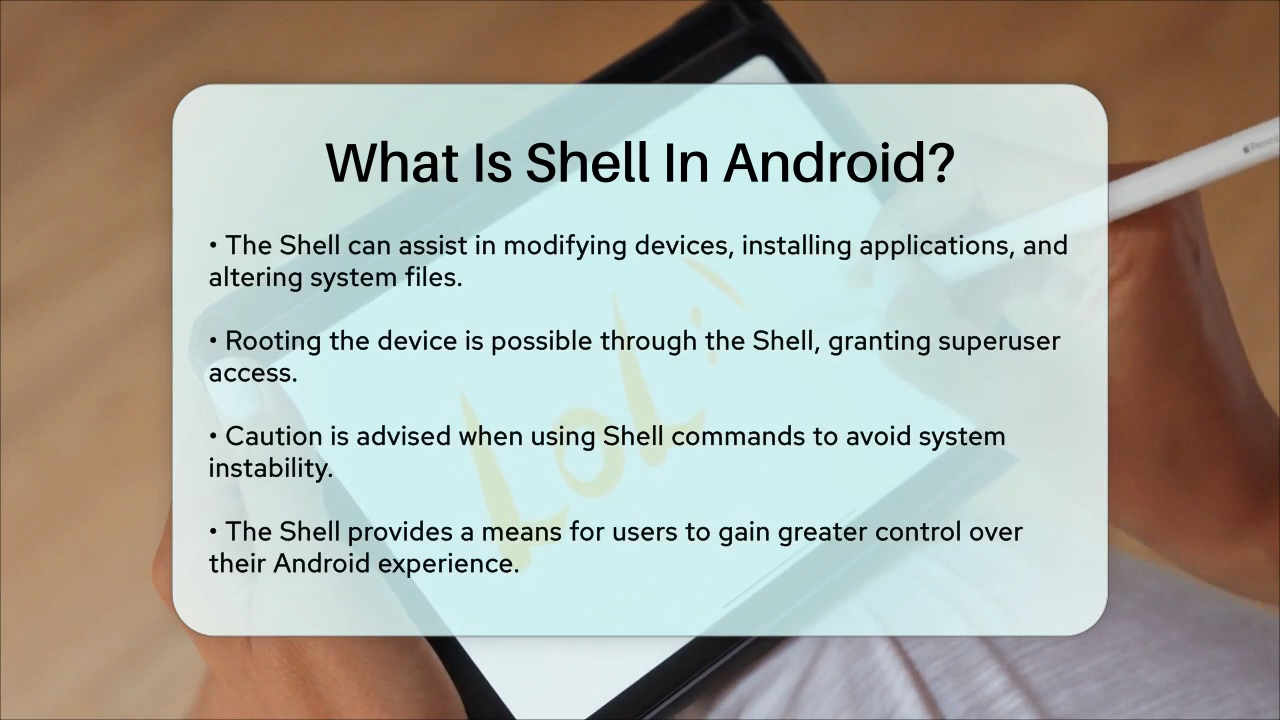 What Is Shell In Android?
• The Shell can assist in modifying devices, installing applications, and
altering system files.
• Rooting the device is possible through the Shell, granting superuser
access.
• Caution is advised when using Shell commands to avoid system
instability.
• The Shell provides a means for users to gain greater control over
their Android experience.
LOL